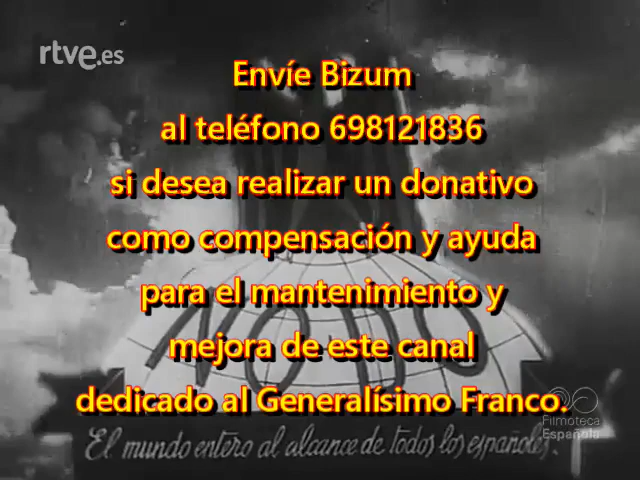 rtve.es
Envíe Bizum
al teléfono 698121836
si desea realizar un donativo
como compensación y ayuda
para el mantenimiento y
mejora de este canal
dedicado al Generalísimo Franco.
NO DO
Filmoteca
Española
El mundo entero al alcance de todos los españoles.